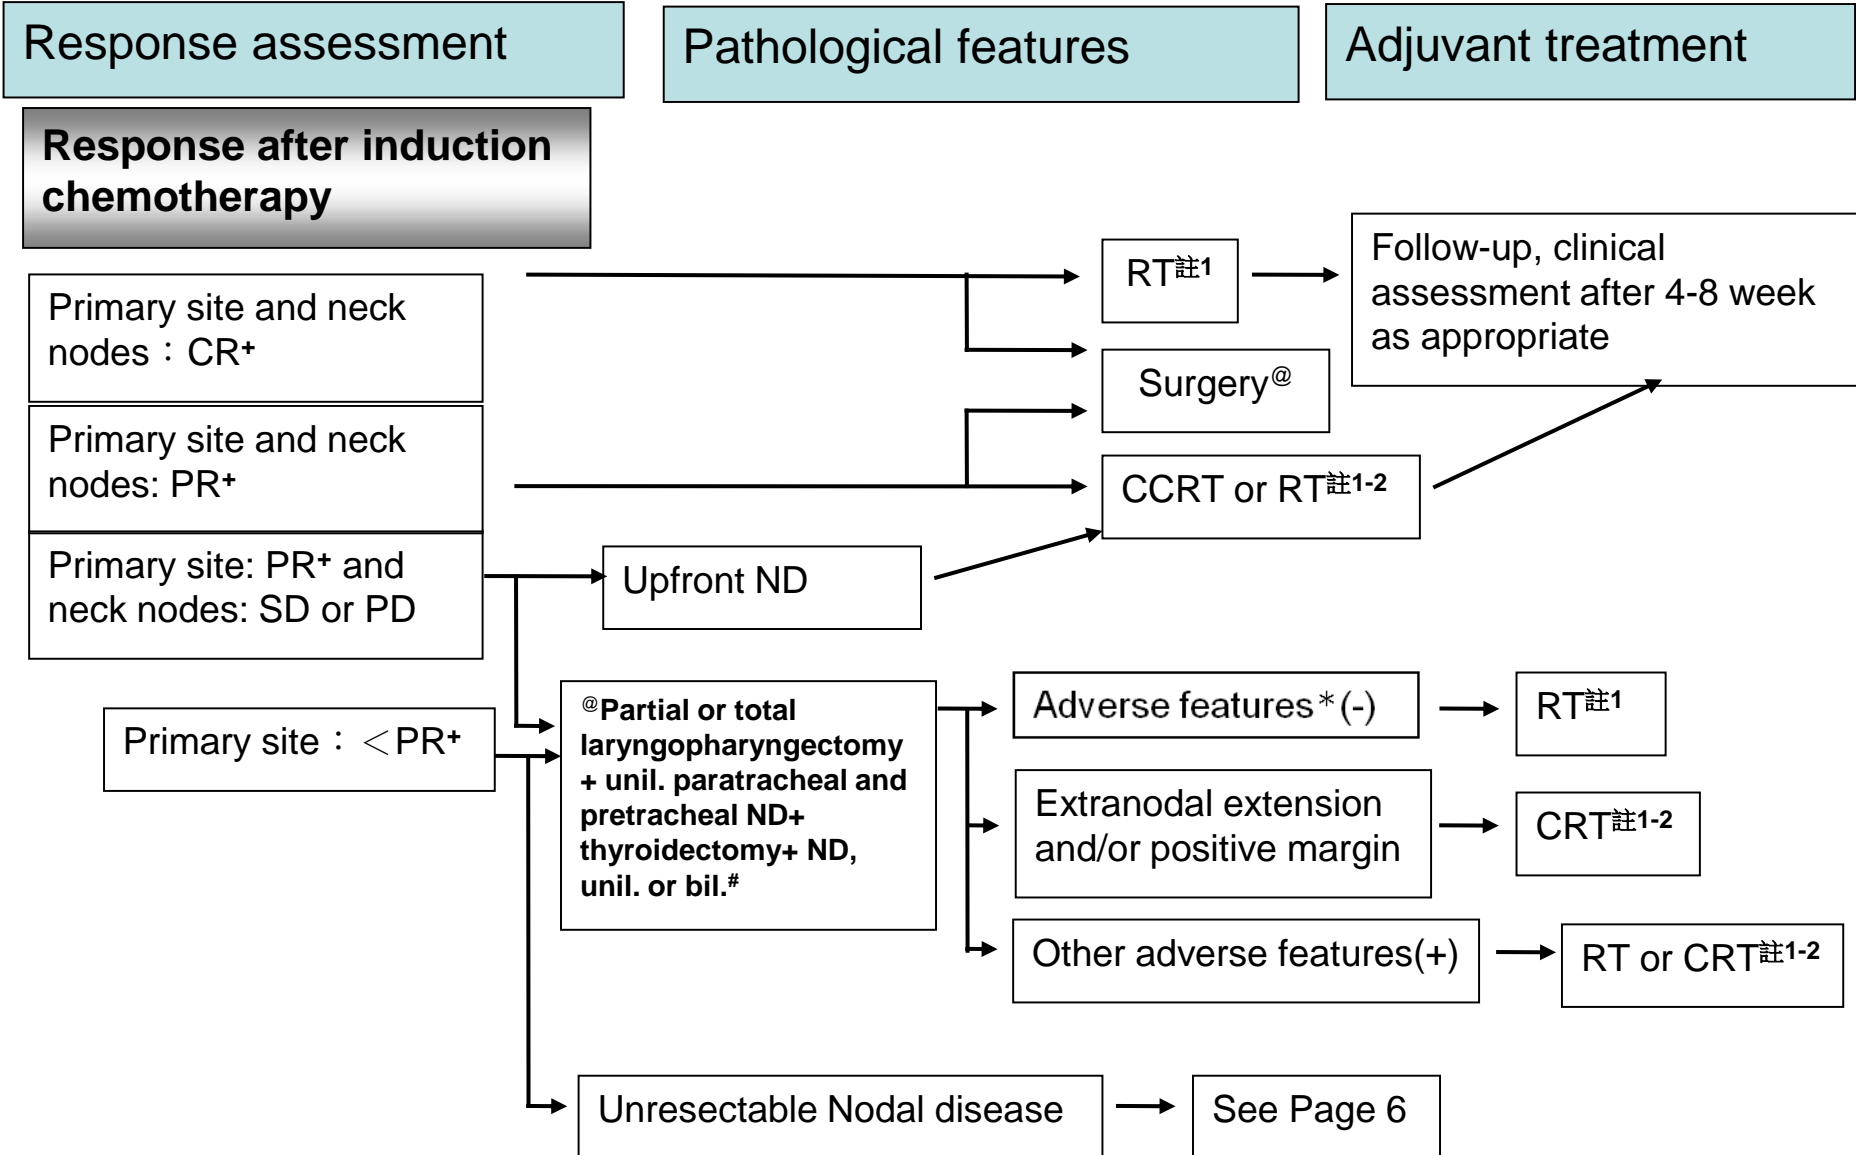 Response assessment
Pathological features
Adjuvant treatment
Response after induction
chemotherapy
Primary site and neck
nodes：CR+
RT註1
Follow-up, clinical
assessment after 4-8 week
as appropriate
Surgery@
Primary site and neck
nodes: PR+
CCRT or RT註1-2
Primary site: PR+ and
neck nodes: SD or PD
Upfront ND
Primary site：＜PR+
@Partial or total
laryngopharyngectomy
+ unil. paratracheal and
pretracheal ND+
thyroidectomy+ ND,
unil. or bil.#
Adverse features＊(-)
RT註1
Extranodal extension
and/or positive margin
CRT註1-2
Other adverse features(+)
RT or CRT註1-2
Unresectable Nodal disease
See Page 6